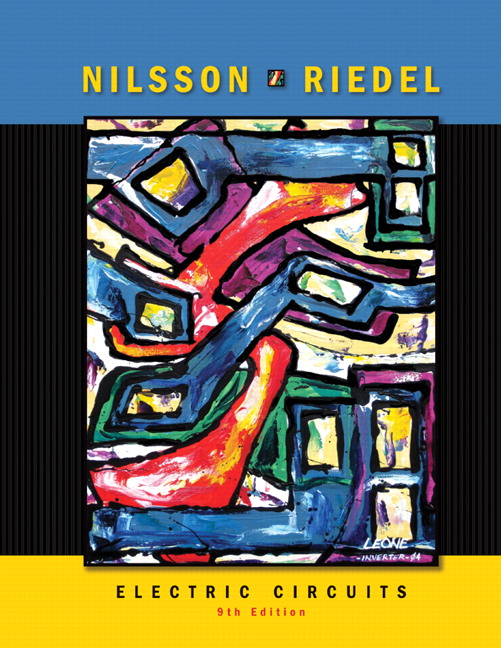 NILSSON RIEDEL
LEONE
-INVERTER-04
ELECTRIC CIRCUITS
9th Edition